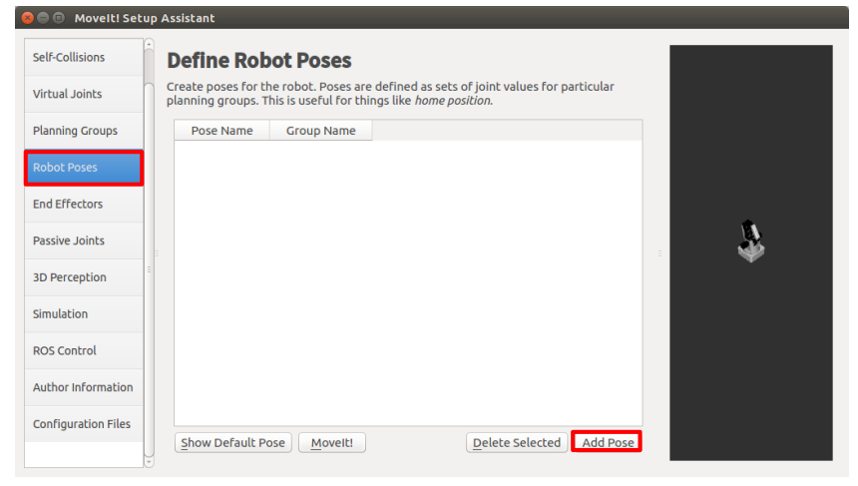 MoveIt! Setup Assistant
Self-Collisions
Virtual Joints
Planning Groups
Robot Poses
End Effectors
Passive Joints
3D Perception
Simulation
ROS Control
Author Information
Configuration Files
Define Robot Poses
Create poses for the robot. Poses are defined as sets of joint values for particular
planning groups. This is useful for things like home position.
Pose Name Group Name
Show Default Pose MoveIt! Delete Selected Add Pose